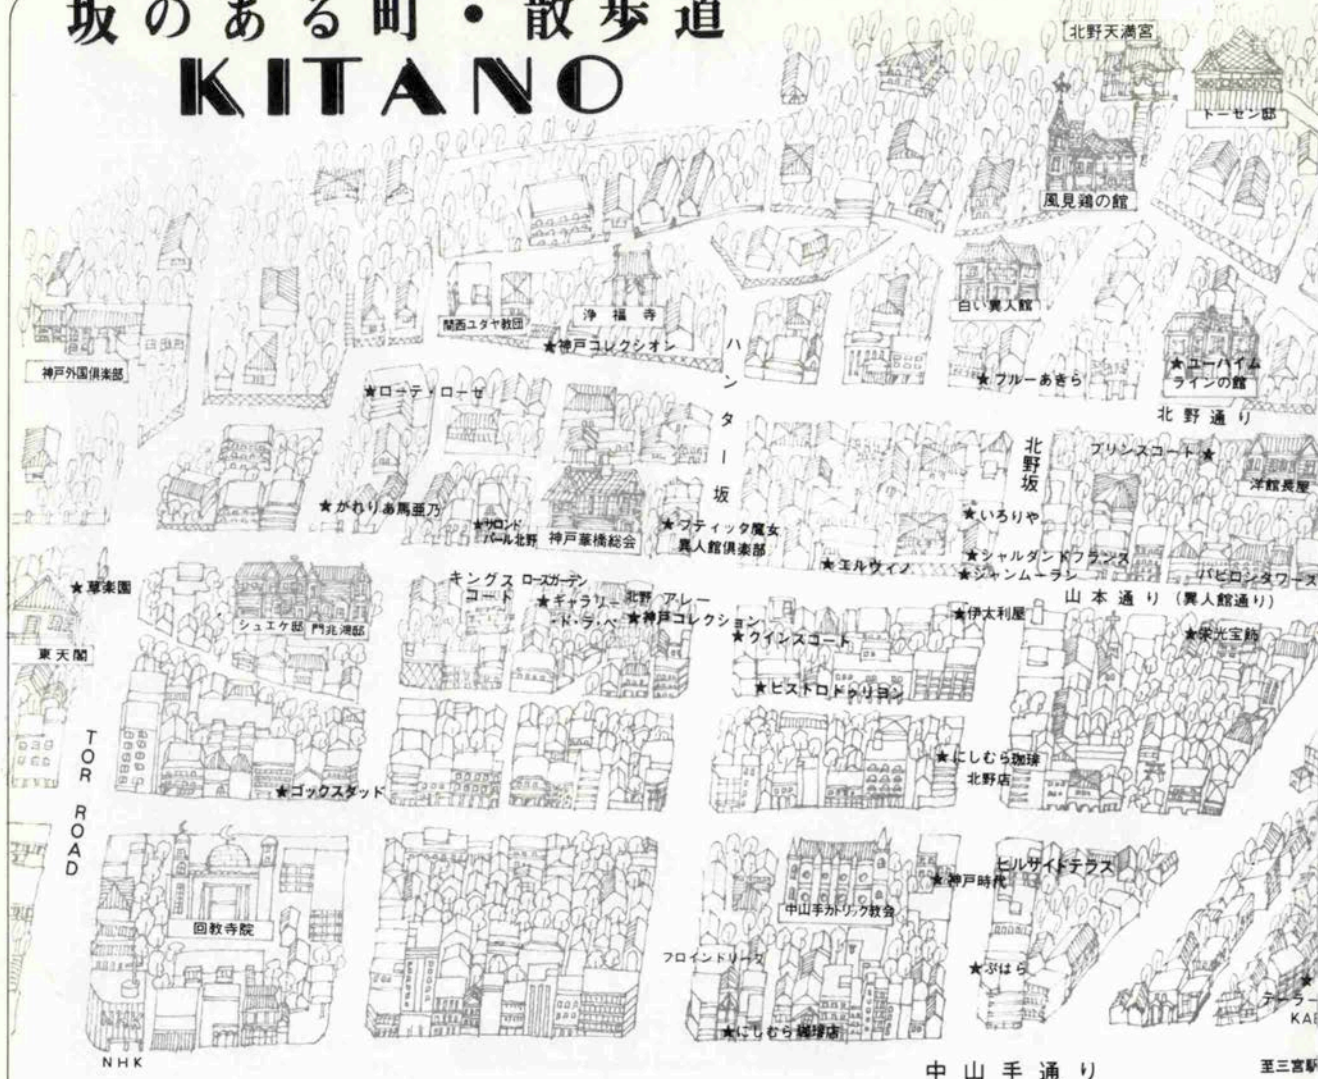 坂のある町・散歩道
KITANO
北野天満宮
トーセン邸
風見鶏の館
白い異人館
関西ユダヤ教団
浄福寺
★神戸コレクシオン
神戸外国倶楽部
★ローテ・ローゼ
ハンター坂
★フルーあきら
★ユーハイム
ラインの館
北野通り
北野坂
プリンスコート★
洋館長屋
★がれりあ馬亜乃
★サロンド
パール北野
神戸華僑総会
★フティック魔女
異人館倶楽部
★いろりや
★エルヴィノ
★シャルダンドフランス
★シャンムーラン
バビロンタワーズ
山本通り(異人館通り)
★草楽園
東天閣
シュエケ邸
門兆鴻邸
キングス
コート
ローズガーデン
★ギャラリー
・ド・ラ・ペ
北野アレー
★神戸コレクション
★クインスコート
★伊太利屋
★栄光宝飾
★ビストロドゥリヨン
TOR ROAD
★ゴックスダッド
★にしむら珈琲
北野店
回教寺院
中山手カトリック教会
★神戸時代
ヒルサイドテラス
フロインドリーブ
★ぶはら
★にしむら珈琲店
★
テーラー
NHK
中山手通り
至三宮駅